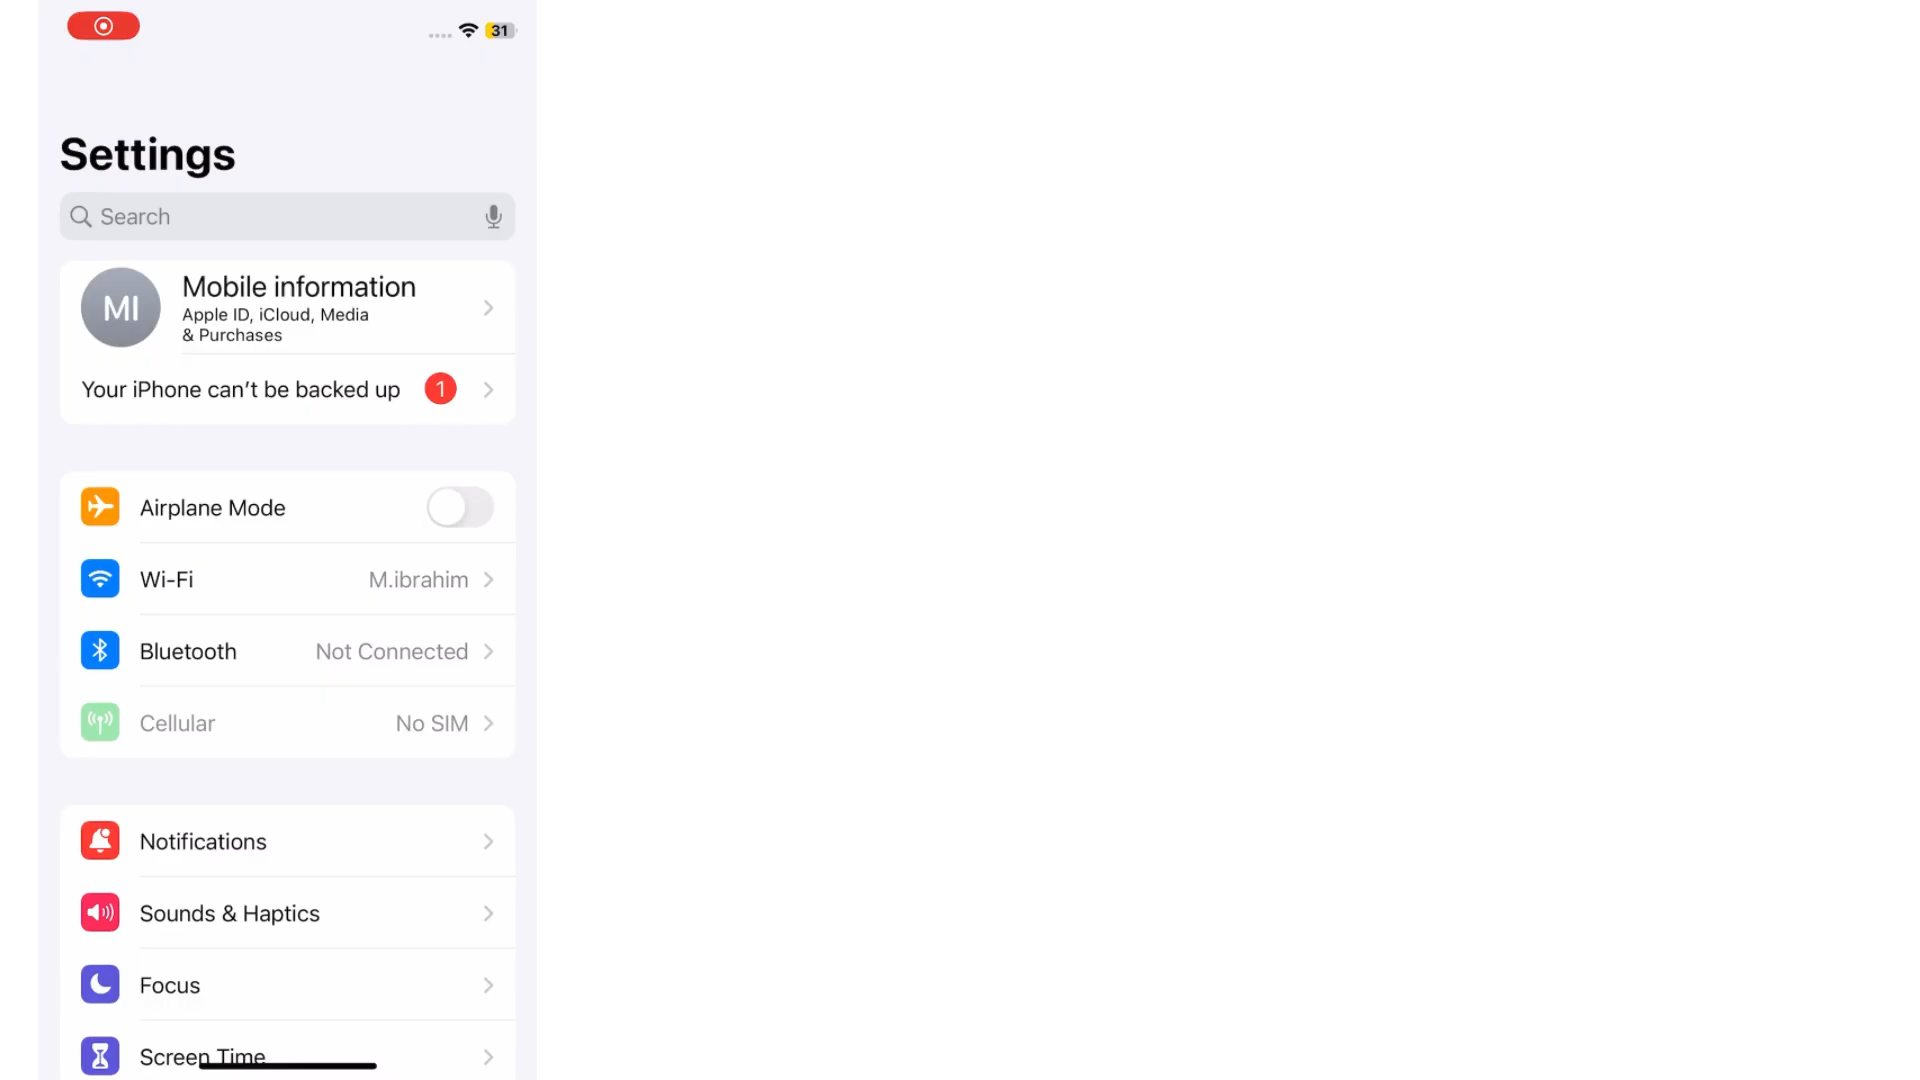 31
Settings
Search
MI
Mobile information
Apple ID, iCloud, Media
& Purchases
Your iPhone can’t be backed up 1
Airplane Mode
Wi-Fi M.ibrahim
Bluetooth Not Connected
Cellular No SIM
Notifications
Sounds & Haptics
Focus
Screen Time